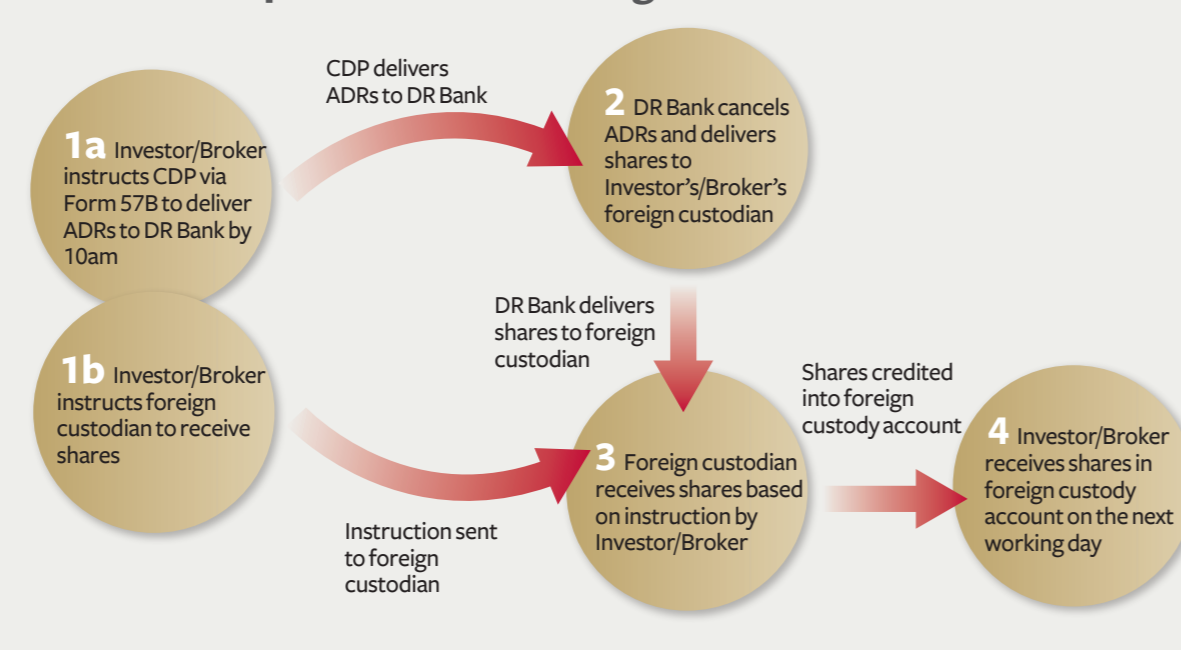 CDP delivers
ADRs to DR Bank
1a Investor/Broker
instructs CDP via
Form 57B to deliver
ADRs to DR Bank by
10am
2 DR Bank cancels
ADRs and delivers
shares to
Investor's/Broker's
foreign custodian
DR Bank delivers
shares to foreign
custodian
1b Investor/Broker
instructs foreign
custodian to receive
shares
Instruction sent
to foreign
custodian
3 Foreign custodian
receives shares based
on instruction by
Investor/Broker
Shares credited
into foreign
custody account
4 Investor/Broker
receives shares in
foreign custody
account on the next
working day